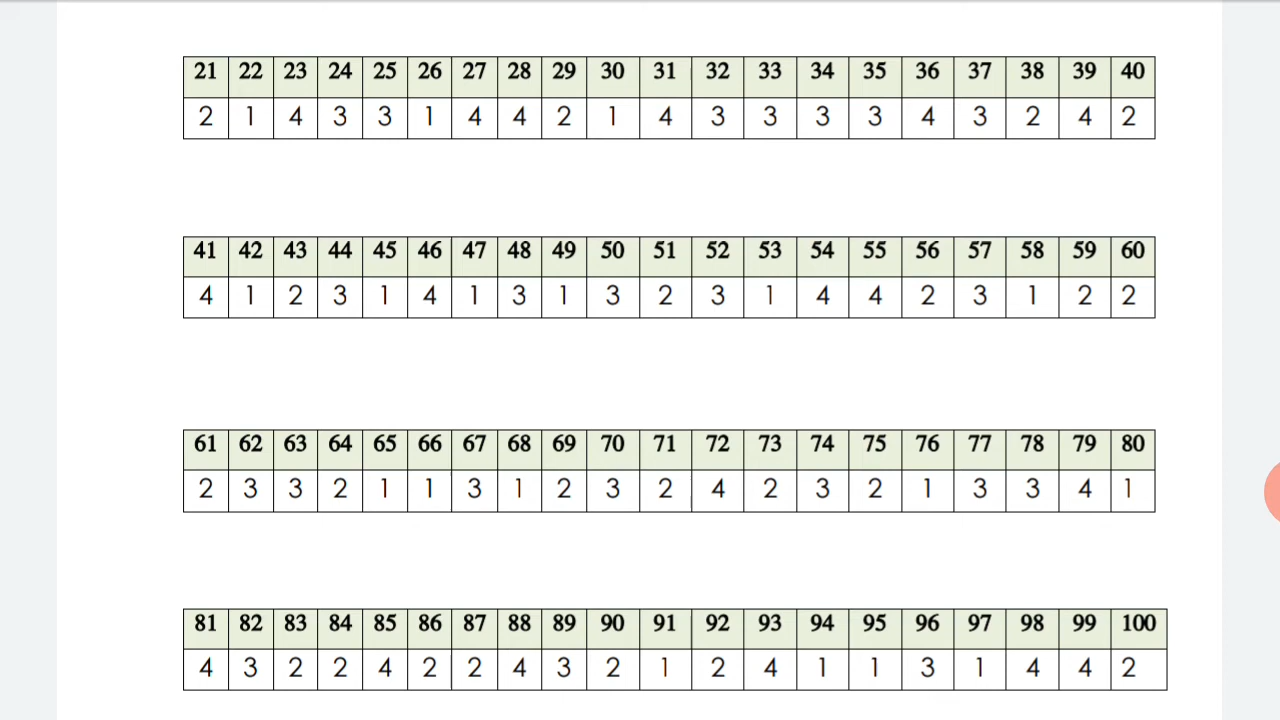 21 22 23 24 25 26 27 28 29 30 31 32 33 34 35 36 37 38 39 40
2 1 4 3 3 1 4 4 2 1 4 3 3 3 3 4 3 2 4 2
41 42 43 44 45 46 47 48 49 50 51 52 53 54 55 56 57 58 59 60
4 1 2 3 1 4 1 3 1 3 2 3 1 4 4 2 3 1 2 2
61 62 63 64 65 66 67 68 69 70 71 72 73 74 75 76 77 78 79 80
2 3 3 2 1 1 3 1 2 3 2 4 2 3 2 1 3 3 4 1
81 82 83 84 85 86 87 88 89 90 91 92 93 94 95 96 97 98 99 100
4 3 2 2 4 2 2 4 3 2 1 2 4 1 1 3 1 4 4 2